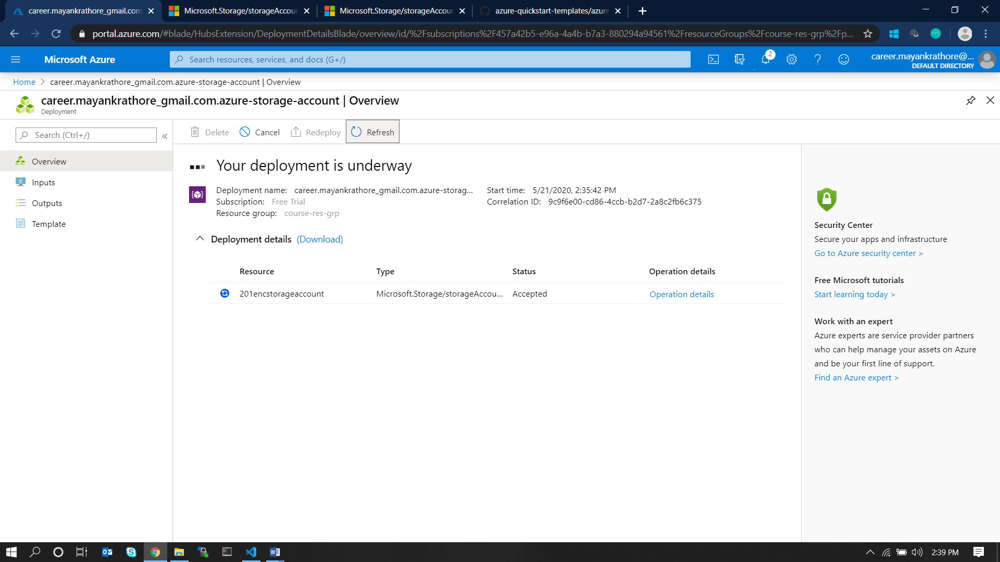 career.mayankrathore_gmail.com
Microsoft.Storage/storageAccoun
Microsoft.Storage/storageAccoun
azure-quickstart-templates/azure
portal.azure.com/#blade/HubsExtension/DeploymentDetailsBlade/overview/id/%2Fsubscriptions%2F457a42b5-e96a-4a4b-b7a3-880294a94561%2FresourceGroups%2Fcourse-res-grp%2Fp...
m
Microsoft Azure
Search resources, services, and docs (G+/)
2
career.mayankrathore@...
DEFAULT DIRECTORY
Home > career.mayankrathore_gmail.com.azure-storage-account | Overview
career.mayankrathore_gmail.com.azure-storage-account | Overview
Deployment
Search (Ctrl+/)
«
Delete
Cancel
Redeploy
Refresh
Overview
Inputs
Outputs
Template
Your deployment is underway
Deployment name: career.mayankrathore_gmail.com.azure-storag...
Subscription: Free Trial
Resource group: course-res-grp
Start time: 5/21/2020, 2:35:42 PM
Correlation ID: 9c9f6e00-cd86-4ccb-b2d7-2a8c2fb6c375
Deployment details (Download)
Resource Type Status Operation details
201encstorageaccount Microsoft.Storage/storageAccou... Accepted Operation details
Security Center
Secure your apps and infrastructure
Go to Azure security center >
Free Microsoft tutorials
Start learning today >
Work with an expert
Azure experts are service provider partners
who can help manage your assets on Azure
and be your first line of support.
Find an Azure expert >
2:39 PM